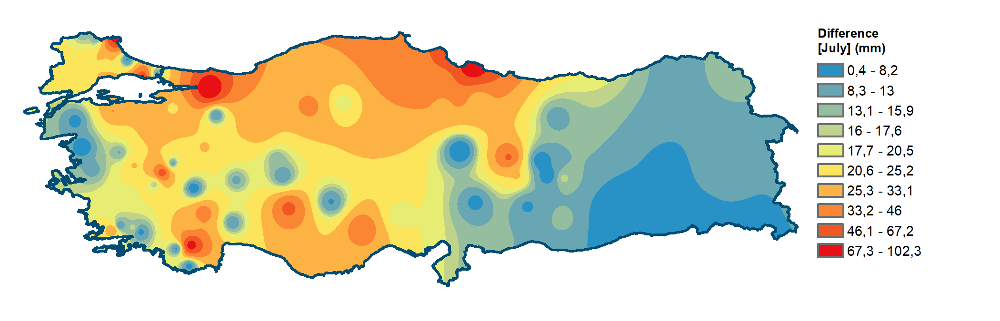 Difference
[July] (mm)
0,4 - 8,2
8,3 - 13
13,1 - 15,9
16 - 17,6
17,7 - 20,5
20,6 - 25,2
25,3 - 33,1
33,2 - 46
46,1 - 67,2
67,3 - 102,3